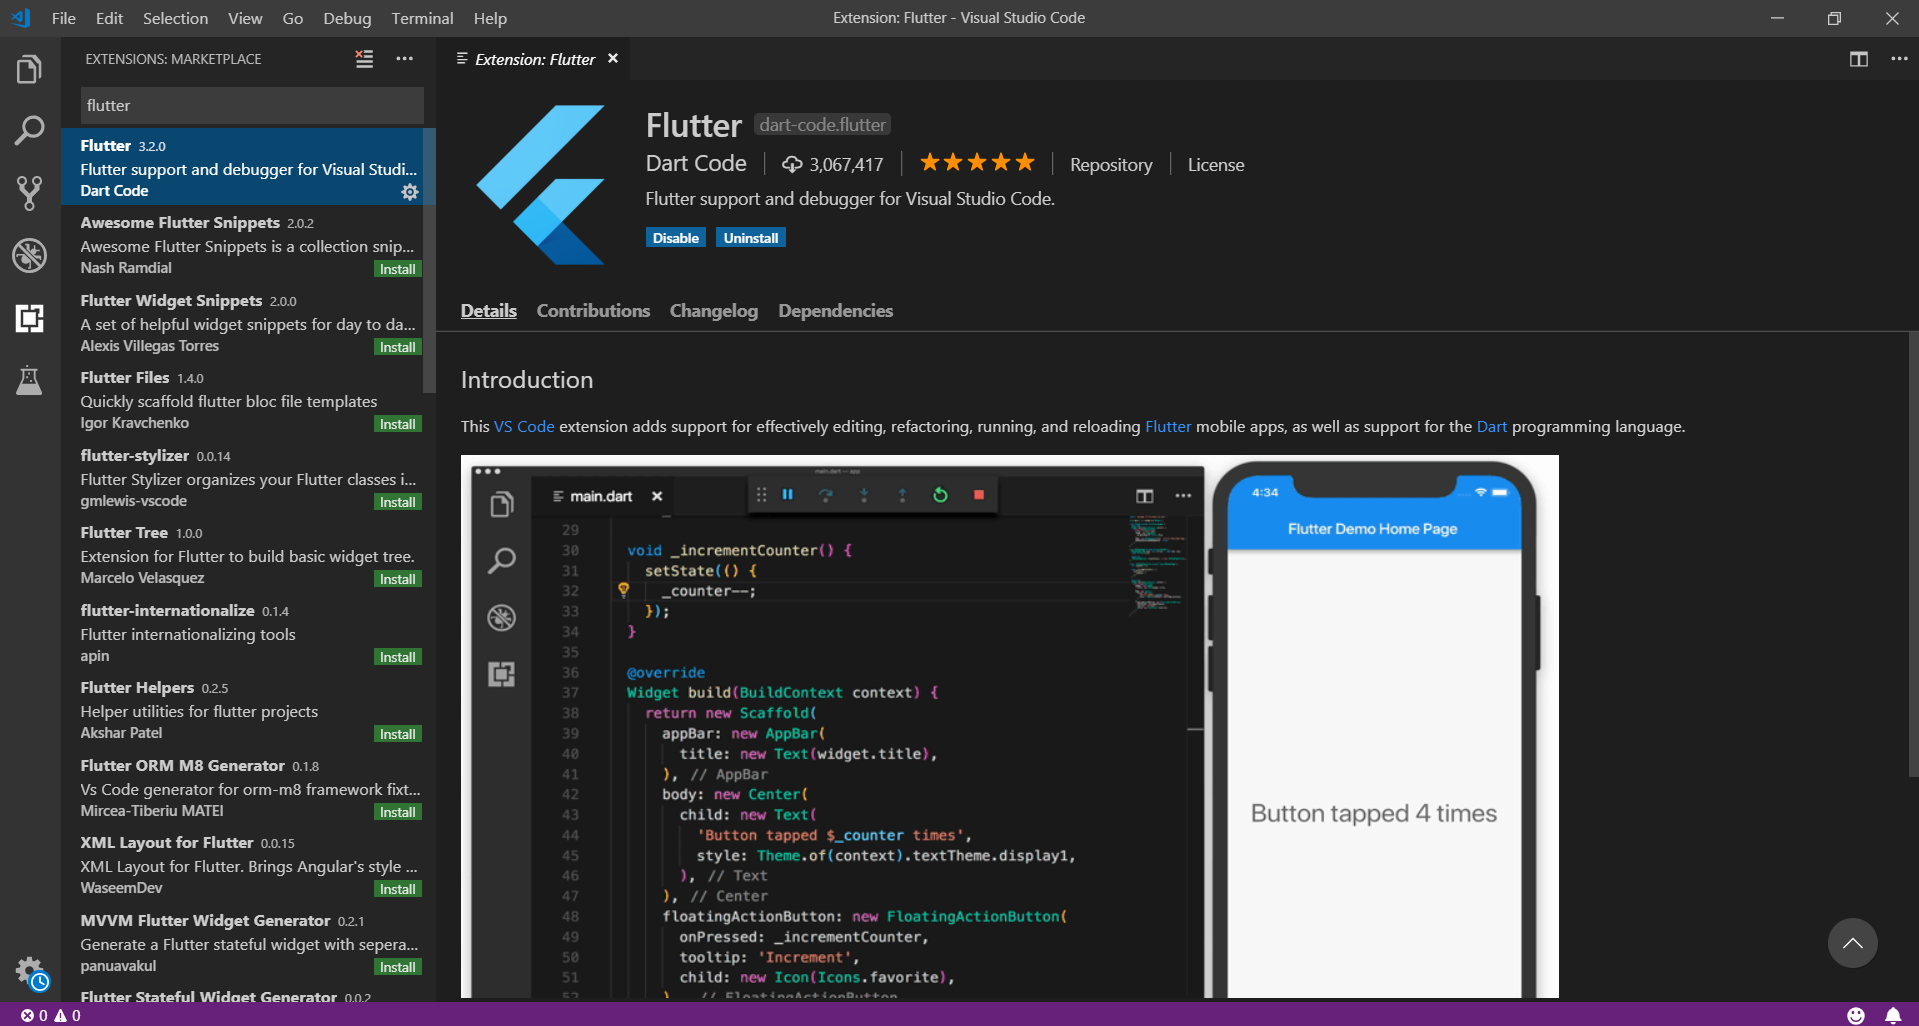 File Edit Selection View Go Debug Terminal Help
Extension: Flutter - Visual Studio Code
EXTENSIONS: MARKETPLACE
flutter
Flutter 3.2.0
Flutter support and debugger for Visual Studi...
Dart Code
Awesome Flutter Snippets 2.0.2
Awesome Flutter Snippets is a collection snip...
Nash Ramdial Install
Flutter Widget Snippets 2.0.0
A set of helpful widget snippets for day to da...
Alexis Villegas Torres Install
Flutter Files 1.4.0
Quickly scaffold flutter bloc file templates
Igor Kravchenko Install
flutter-stylizer 0.0.14
Flutter Stylizer organizes your Flutter classes i...
gmlewis-vscode Install
Flutter Tree 1.0.0
Extension for Flutter to build basic widget tree.
Marcelo Velasquez Install
flutter-internationalize 0.1.4
Flutter internationalizing tools
apin Install
Flutter Helpers 0.2.5
Helper utilities for flutter projects
Akshar Patel Install
Flutter ORM M8 Generator 0.1.8
Vs Code generator for orm-m8 framework fixt...
Mircea-Tiberiu MATEI Install
XML Layout for Flutter 0.0.15
XML Layout for Flutter. Brings Angular's style ...
WaseemDev Install
MVVM Flutter Widget Generator 0.2.1
Generate a Flutter stateful widget with sepera...
panuavakul Install
Flutter Stateful Widget Generator 0.0.2
Extension: Flutter
Flutter dart-code.flutter
Dart Code 3,067,417 Repository License
Flutter support and debugger for Visual Studio Code.
Disable Uninstall
Details Contributions Changelog Dependencies
Introduction
This VS Code extension adds support for effectively editing, refactoring, running, and reloading Flutter mobile apps, as well as support for the Dart programming language.
main.dart — app
main.dart
29
30 void _incrementCounter() {
31 setState(() {
32 _counter--;
33 });
34 }
35
36 @override
37 Widget build(BuildContext context) {
38 return new Scaffold(
39 appBar: new AppBar(
40 title: new Text(widget.title),
41 ), // AppBar
42 body: new Center(
43 child: new Text(
44 'Button tapped $_counter times',
45 style: Theme.of(context).textTheme.display1,
46 ), // Text
47 ), // Center
48 floatingActionButton: new FloatingActionButton(
49 onPressed: _incrementCounter,
50 tooltip: 'Increment',
51 child: new Icon(Icons.favorite),
52 ), // FloatingActionButton
4:34
Flutter Demo Home Page
Button tapped 4 times
0 0